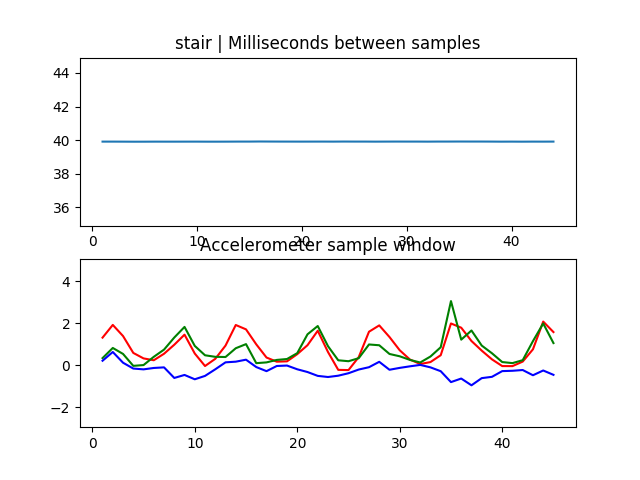 stair | Milliseconds between samples
44
42
40
38
36
0 10 20 30 40
Accelerometer sample window
4
2
0
−2
0 10 20 30 40